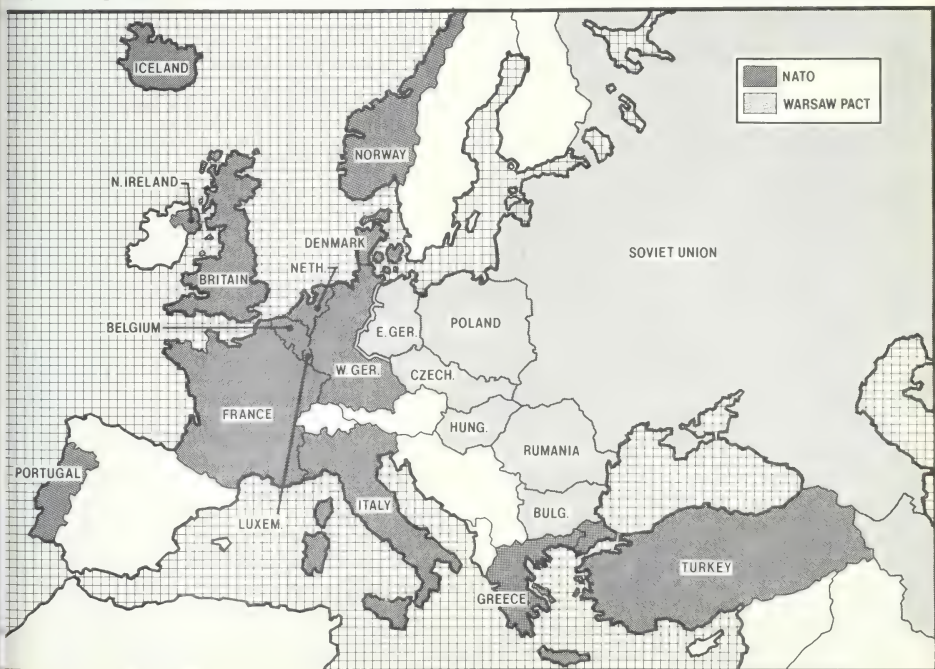 ICELAND
NATO
WARSAW PACT
NORWAY
N. IRELAND
DENMARK
SOVIET UNION
NETH.
BRITAIN
BELGIUM
E. GER.
POLAND
W. GER.
CZECH.
FRANCE
HUNG.
RUMANIA
PORTUGAL
ITALY
BULG.
LUXEM.
TURKEY
GREECE